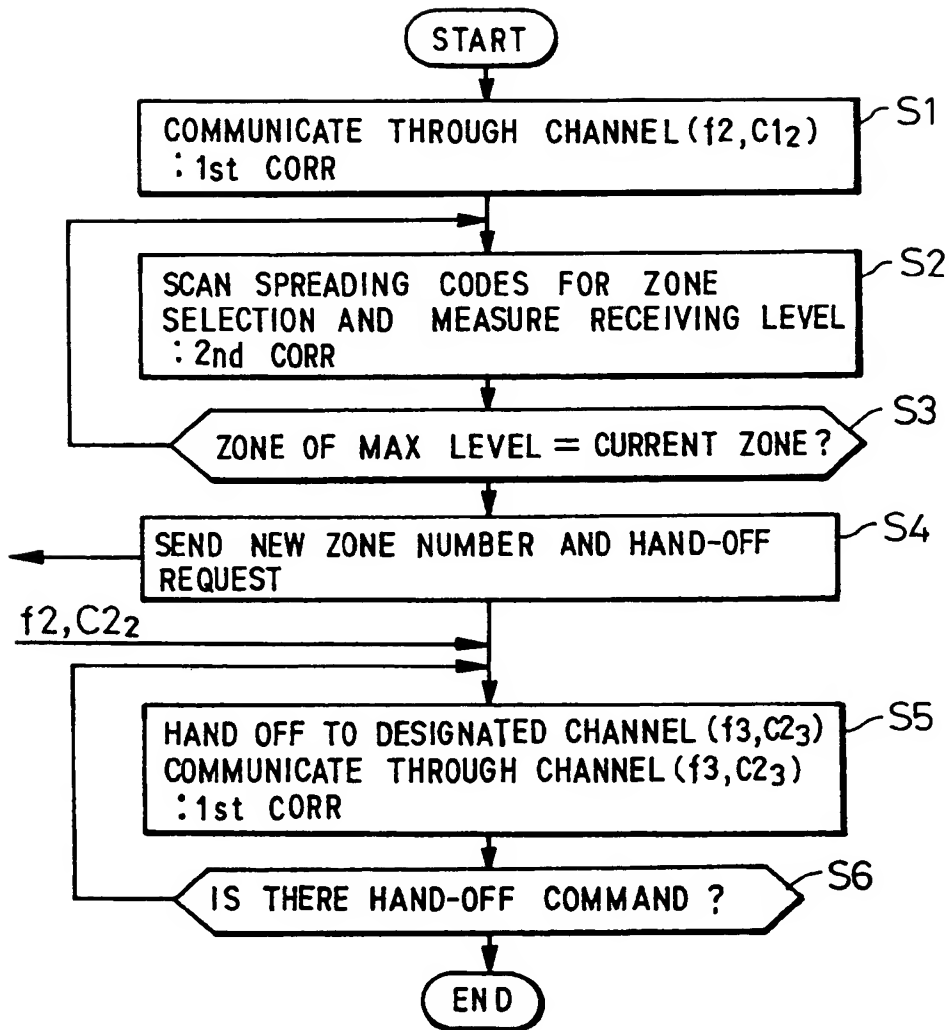 START
COMMUNICATE THROUGH CHANNEL (f2, C1₂)
: 1st CORR
S1
SCAN SPREADING CODES FOR ZONE
SELECTION AND MEASURE RECEIVING LEVEL
: 2nd CORR
S2
ZONE OF MAX LEVEL = CURRENT ZONE?
S3
SEND NEW ZONE NUMBER AND HAND-OFF
REQUEST
S4
f2, C2₂
HAND OFF TO DESIGNATED CHANNEL (f3, C2₃)
COMMUNICATE THROUGH CHANNEL (f3, C2₃)
: 1st CORR
S5
IS THERE HAND-OFF COMMAND ?
S6
END